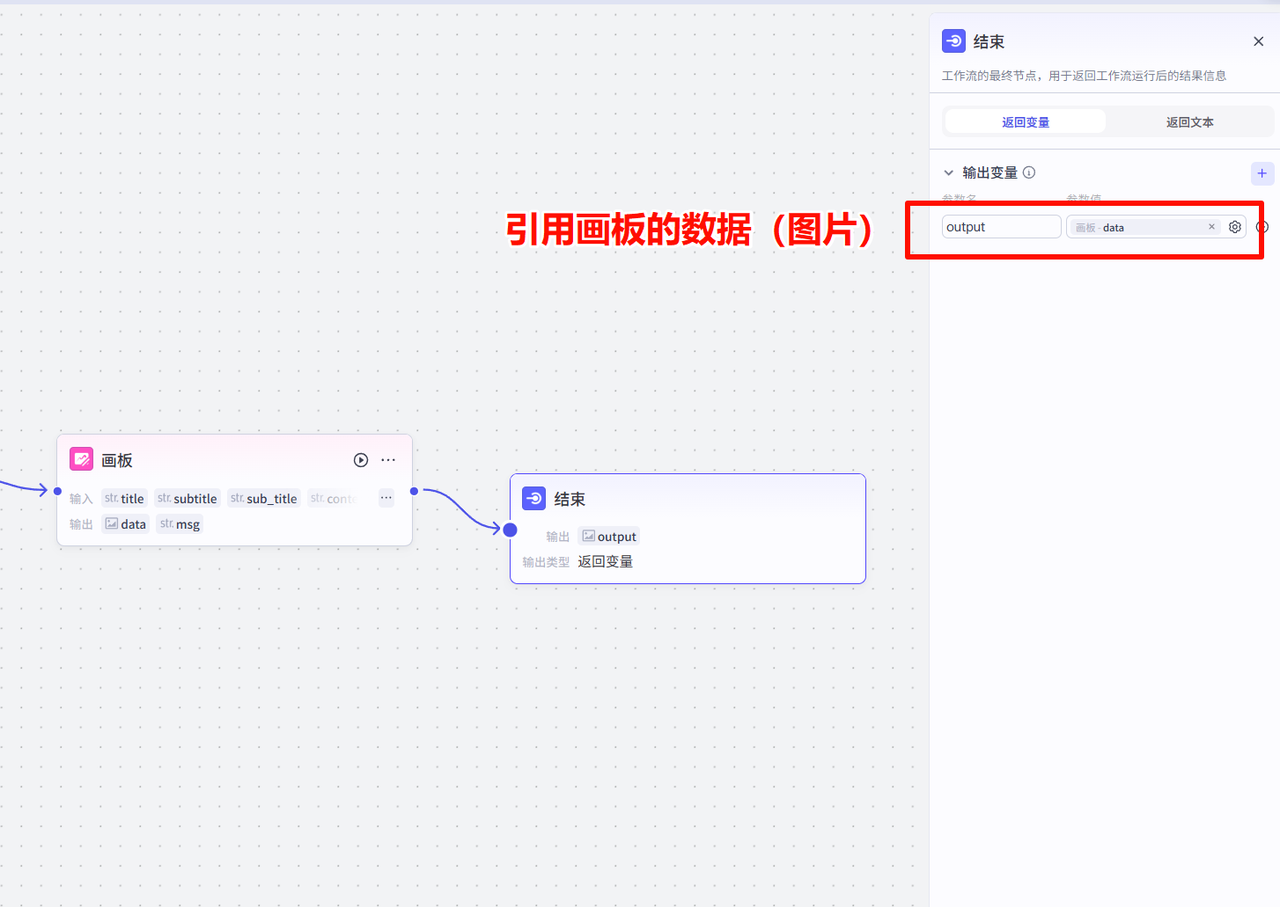 结束
工作流的最终节点，用于返回工作流运行后的结果信息
返回变量 返回文本
输出变量
参数名 参数值
output 画板 · data
引用画板的数据（图片）
画板
输入 str. title str. subtitle str. sub_title str. conte ...
输出 data str. msg
结束
输出 output
输出类型 返回变量